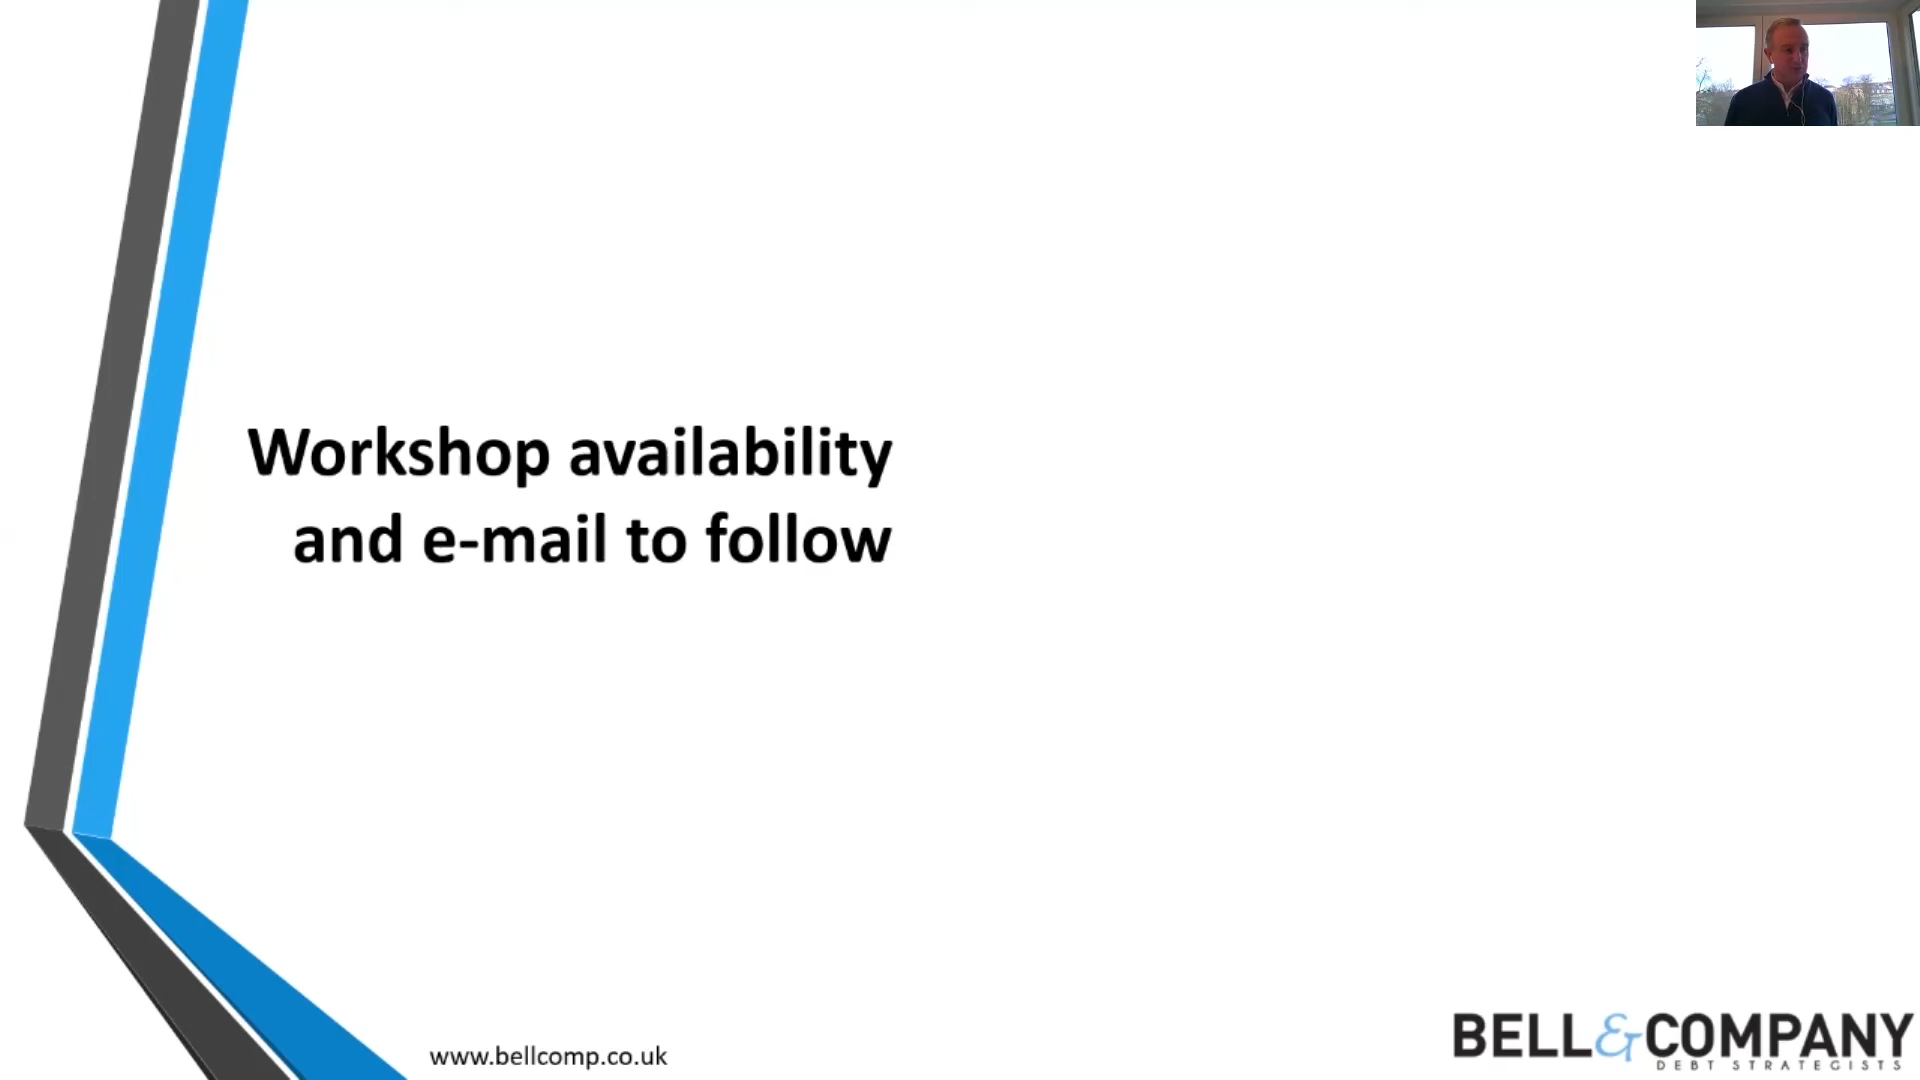 Workshop availability
and e-mail to follow
www.bellcomp.co.uk
BELL & COMPANY
DEBT STRATEGISTS